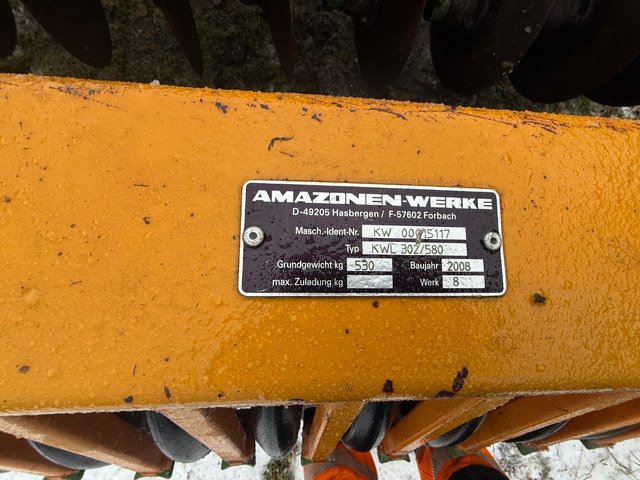 AMAZONEN-WERKE
D-49205 Hasbergen / F-57602 Forbach
Masch.-Ident-Nr. KW 00015117
Typ KWL 302/580
Grundgewicht kg 530 Baujahr 2008
max. Zuladung kg Werk 8